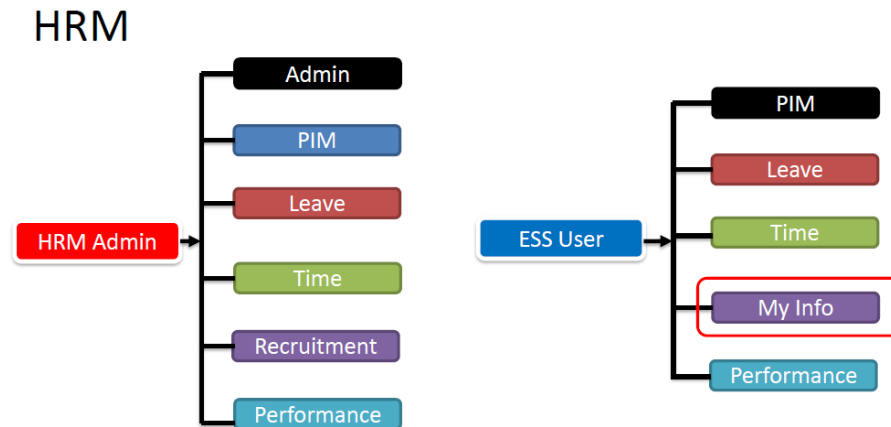 HRM
HRM Admin
Admin
PIM
Leave
Time
Recruitment
Performance
ESS User
PIM
Leave
Time
My Info
Performance